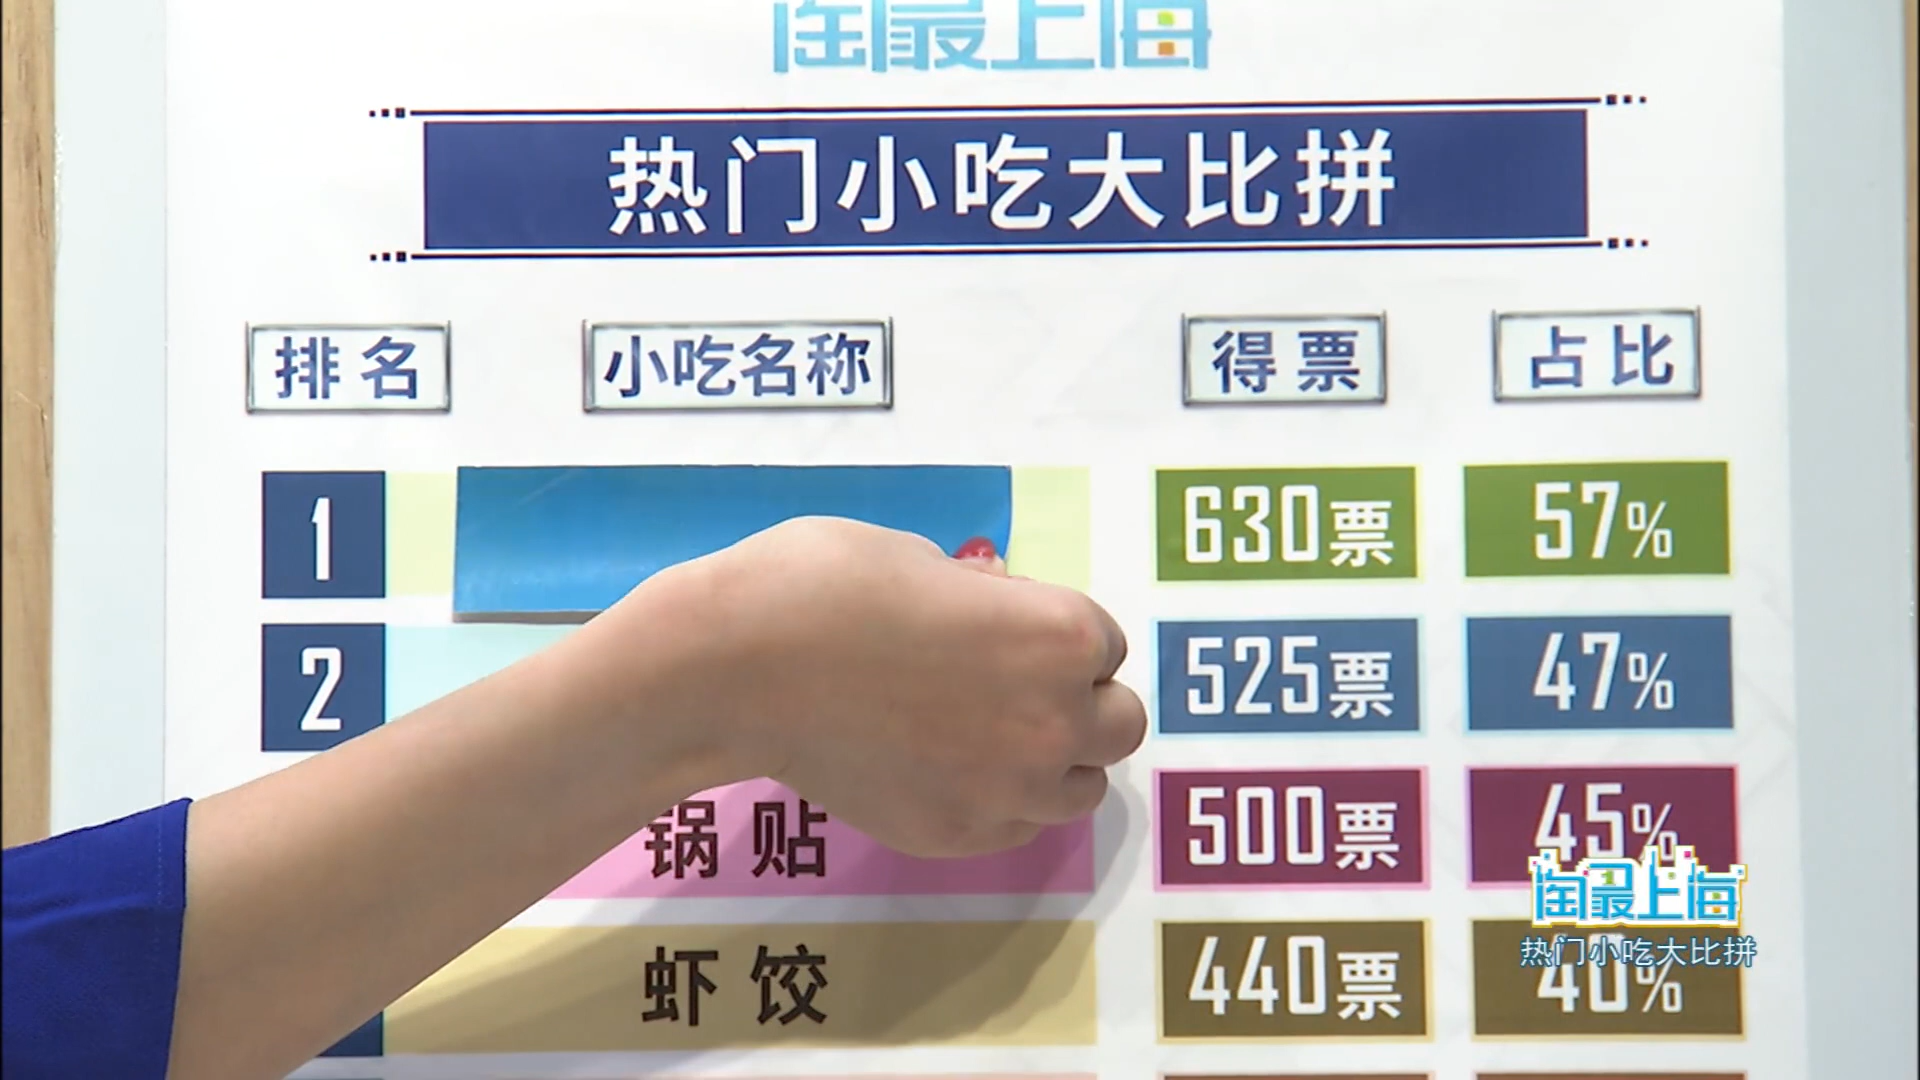 淘最上海
热门小吃大比拼
排名 小吃名称 得票 占比
1 630票 57%
2 525票 47%
锅贴 500票 45%
虾饺 440票 40%
淘最上海
热门小吃大比拼